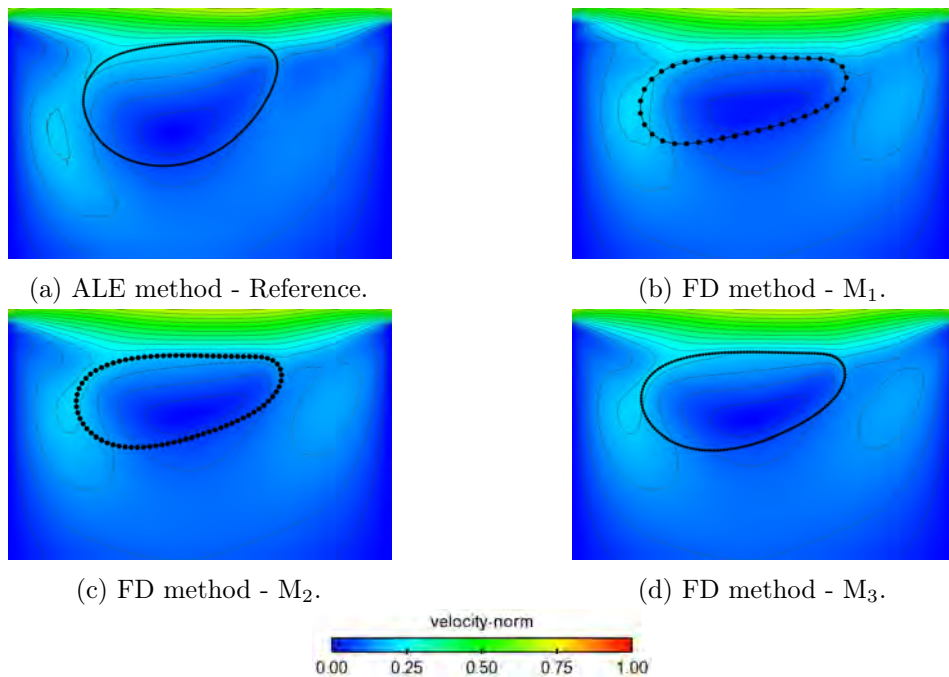 (a) ALE method - Reference.
(b) FD method - M₁.
(c) FD method - M₂.
(d) FD method - M₃.
velocity-norm
0.00 0.25 0.50 0.75 1.00